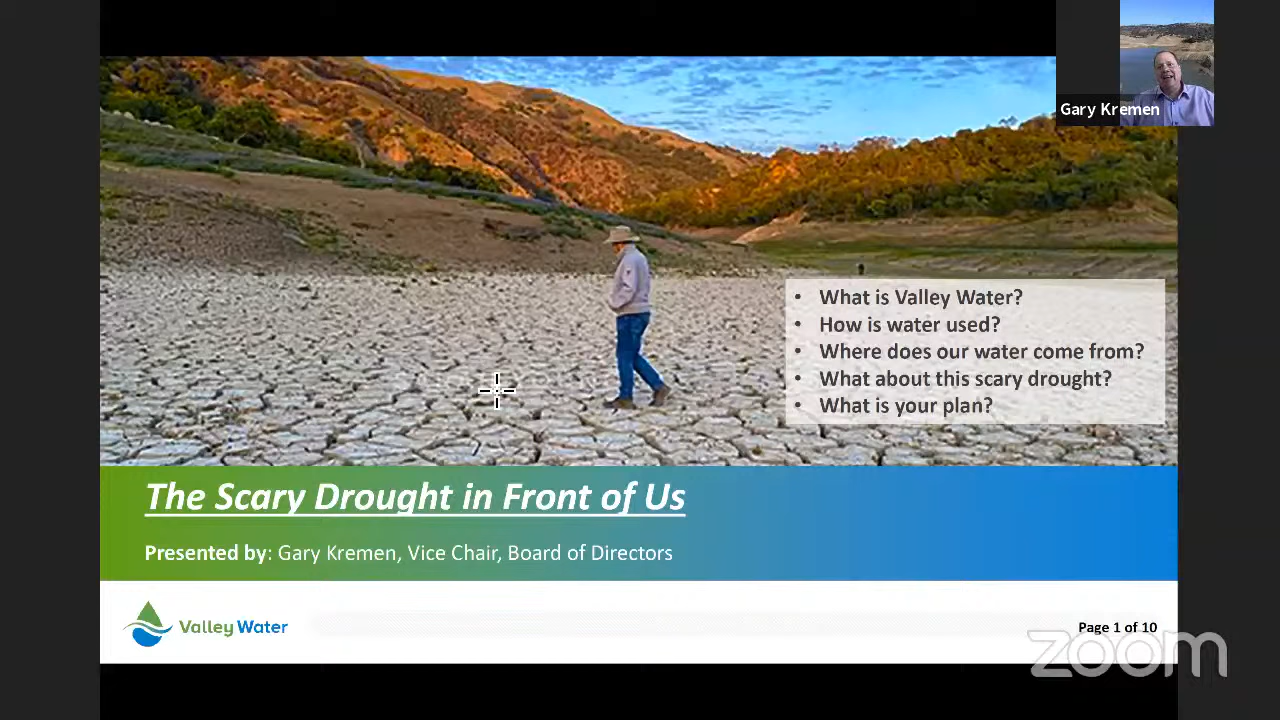 Gary Kremen
• What is Valley Water?
• How is water used?
• Where does our water come from?
• What about this scary drought?
• What is your plan?
The Scary Drought in Front of Us
Presented by: Gary Kremen, Vice Chair, Board of Directors
Valley Water
Page 1 of 10
zoom